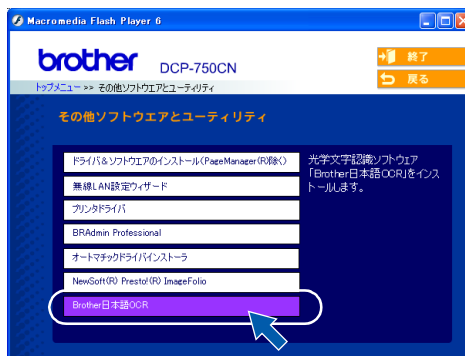 Macromedia Flash Player 6
brother
DCP-750CN
終了
戻る
トップメニュー >> その他ソフトウエアとユーティリティ
その他ソフトウエアとユーティリティ
ドライバ&ソフトウエアのインストール(PageManager(R)除く)
無線LAN設定ウィザード
プリンタドライバ
BRAdmin Professional
オートマチックドライバインストーラ
NewSoft(R) Presto!(R) ImageFolio
Brother日本語OCR
光学文字認識ソフトウェア
「Brother日本語OCR」をインス
トールします。